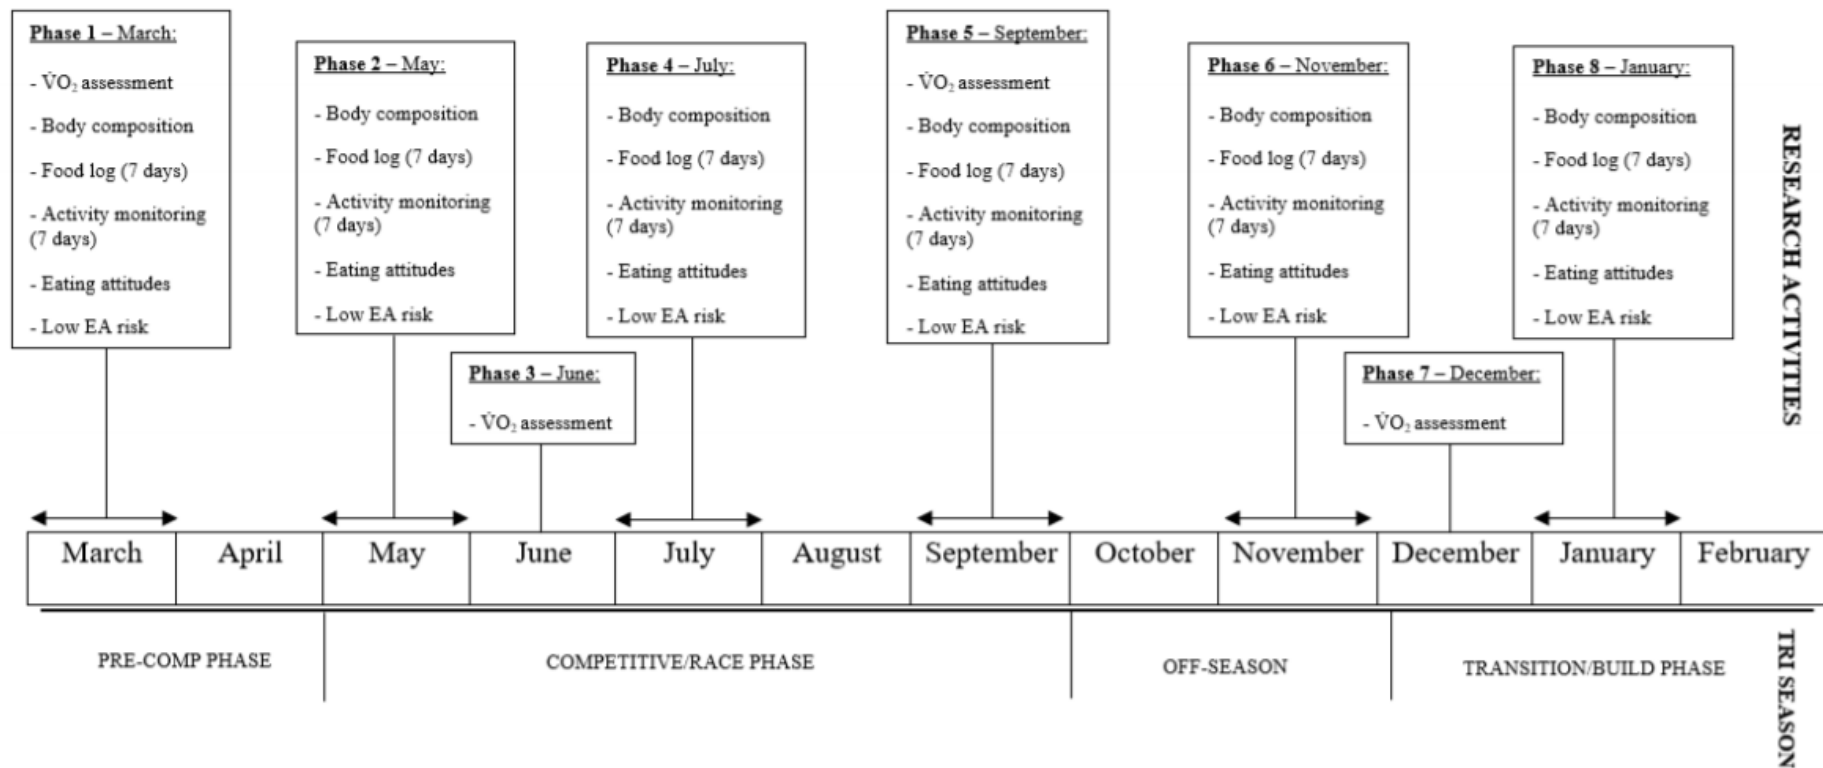 Phase 1 – March:
- V̇O₂ assessment
- Body composition
- Food log (7 days)
- Activity monitoring
(7 days)
- Eating attitudes
- Low EA risk
Phase 2 – May:
- Body composition
- Food log (7 days)
- Activity monitoring
(7 days)
- Eating attitudes
- Low EA risk
Phase 3 – June:
- V̇O₂ assessment
Phase 4 – July:
- Body composition
- Food log (7 days)
- Activity monitoring
(7 days)
- Eating attitudes
- Low EA risk
Phase 5 – September:
- V̇O₂ assessment
- Body composition
- Food log (7 days)
- Activity monitoring
(7 days)
- Eating attitudes
- Low EA risk
Phase 6 – November:
- Body composition
- Food log (7 days)
- Activity monitoring
(7 days)
- Eating attitudes
- Low EA risk
Phase 7 – December:
- V̇O₂ assessment
Phase 8 – January:
- Body composition
- Food log (7 days)
- Activity monitoring
(7 days)
- Eating attitudes
- Low EA risk
RESEARCH ACTIVITIES
March April May June July August September October November December January February
PRE-COMP PHASE COMPETITIVE/RACE PHASE OFF-SEASON TRANSITION/BUILD PHASE
TRI SEASON